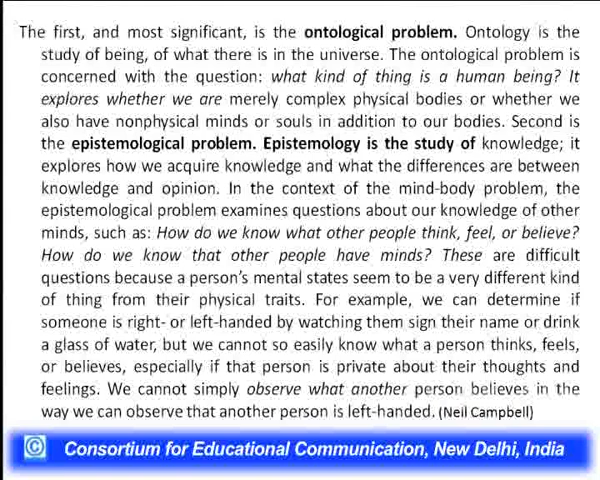 The first, and most significant, is the ontological problem. Ontology is the
study of being, of what there is in the universe. The ontological problem is
concerned with the question: what kind of thing is a human being? It
explores whether we are merely complex physical bodies or whether we
also have nonphysical minds or souls in addition to our bodies. Second is
the epistemological problem. Epistemology is the study of knowledge; it
explores how we acquire knowledge and what the differences are between
knowledge and opinion. In the context of the mind-body problem, the
epistemological problem examines questions about our knowledge of other
minds, such as: How do we know what other people think, feel, or believe?
How do we know that other people have minds? These are difficult
questions because a person's mental states seem to be a very different kind
of thing from their physical traits. For example, we can determine if
someone is right- or left-handed by watching them sign their name or drink
a glass of water, but we cannot so easily know what a person thinks, feels,
or believes, especially if that person is private about their thoughts and
feelings. We cannot simply observe what another person believes in the
way we can observe that another person is left-handed. (Neil Campbell)
© Consortium for Educational Communication, New Delhi, India